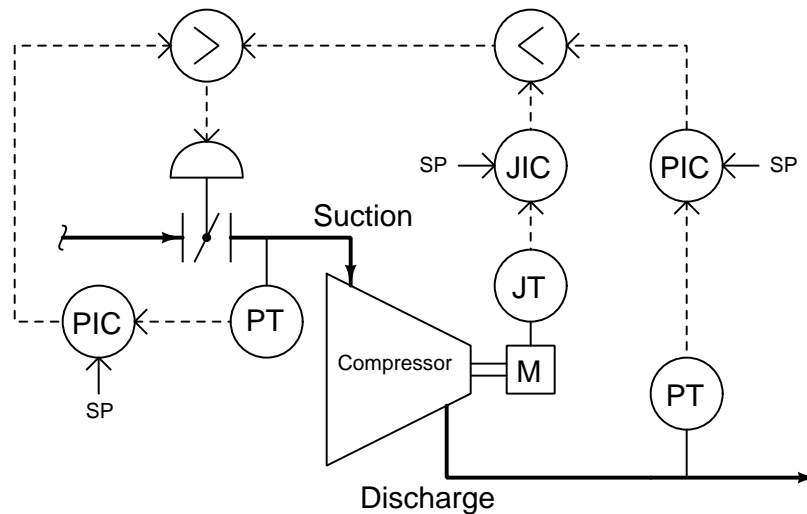 >
<
SP
JIC
PIC
SP
Suction
PIC
PT
JT
Compressor
M
PT
SP
Discharge